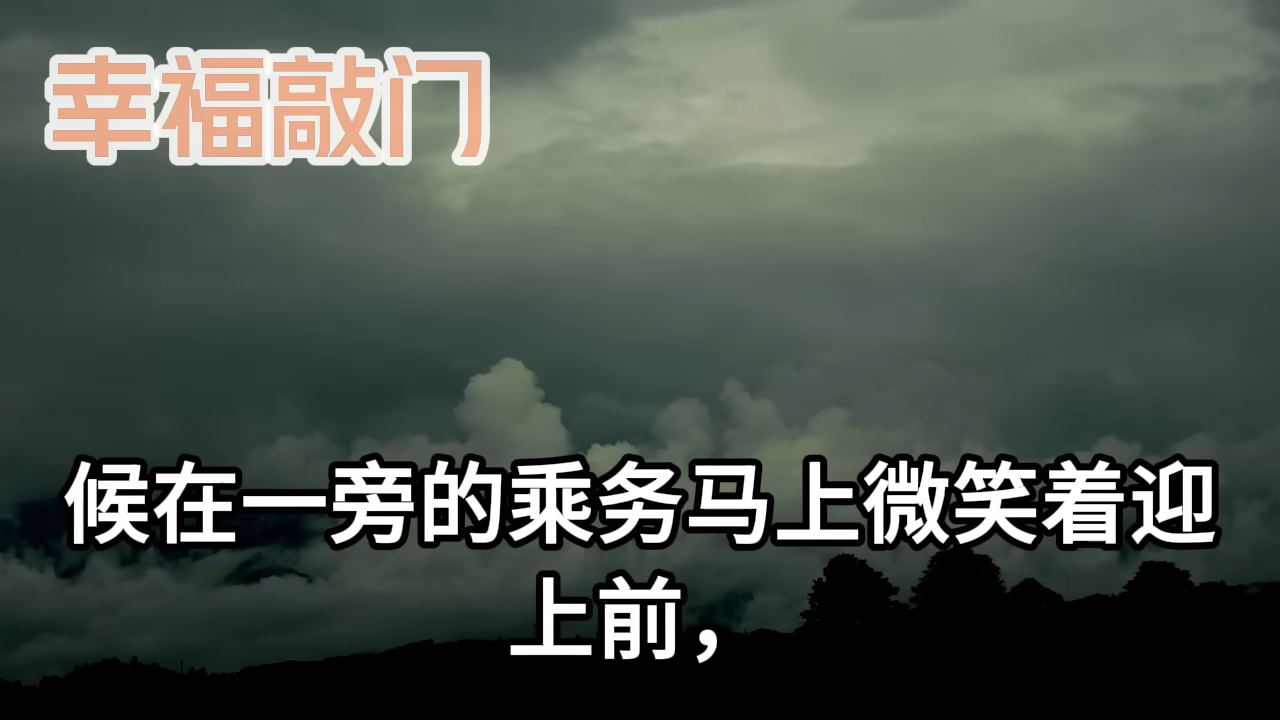 幸福敲门
候在一旁的乘务马上微笑着迎
上前，